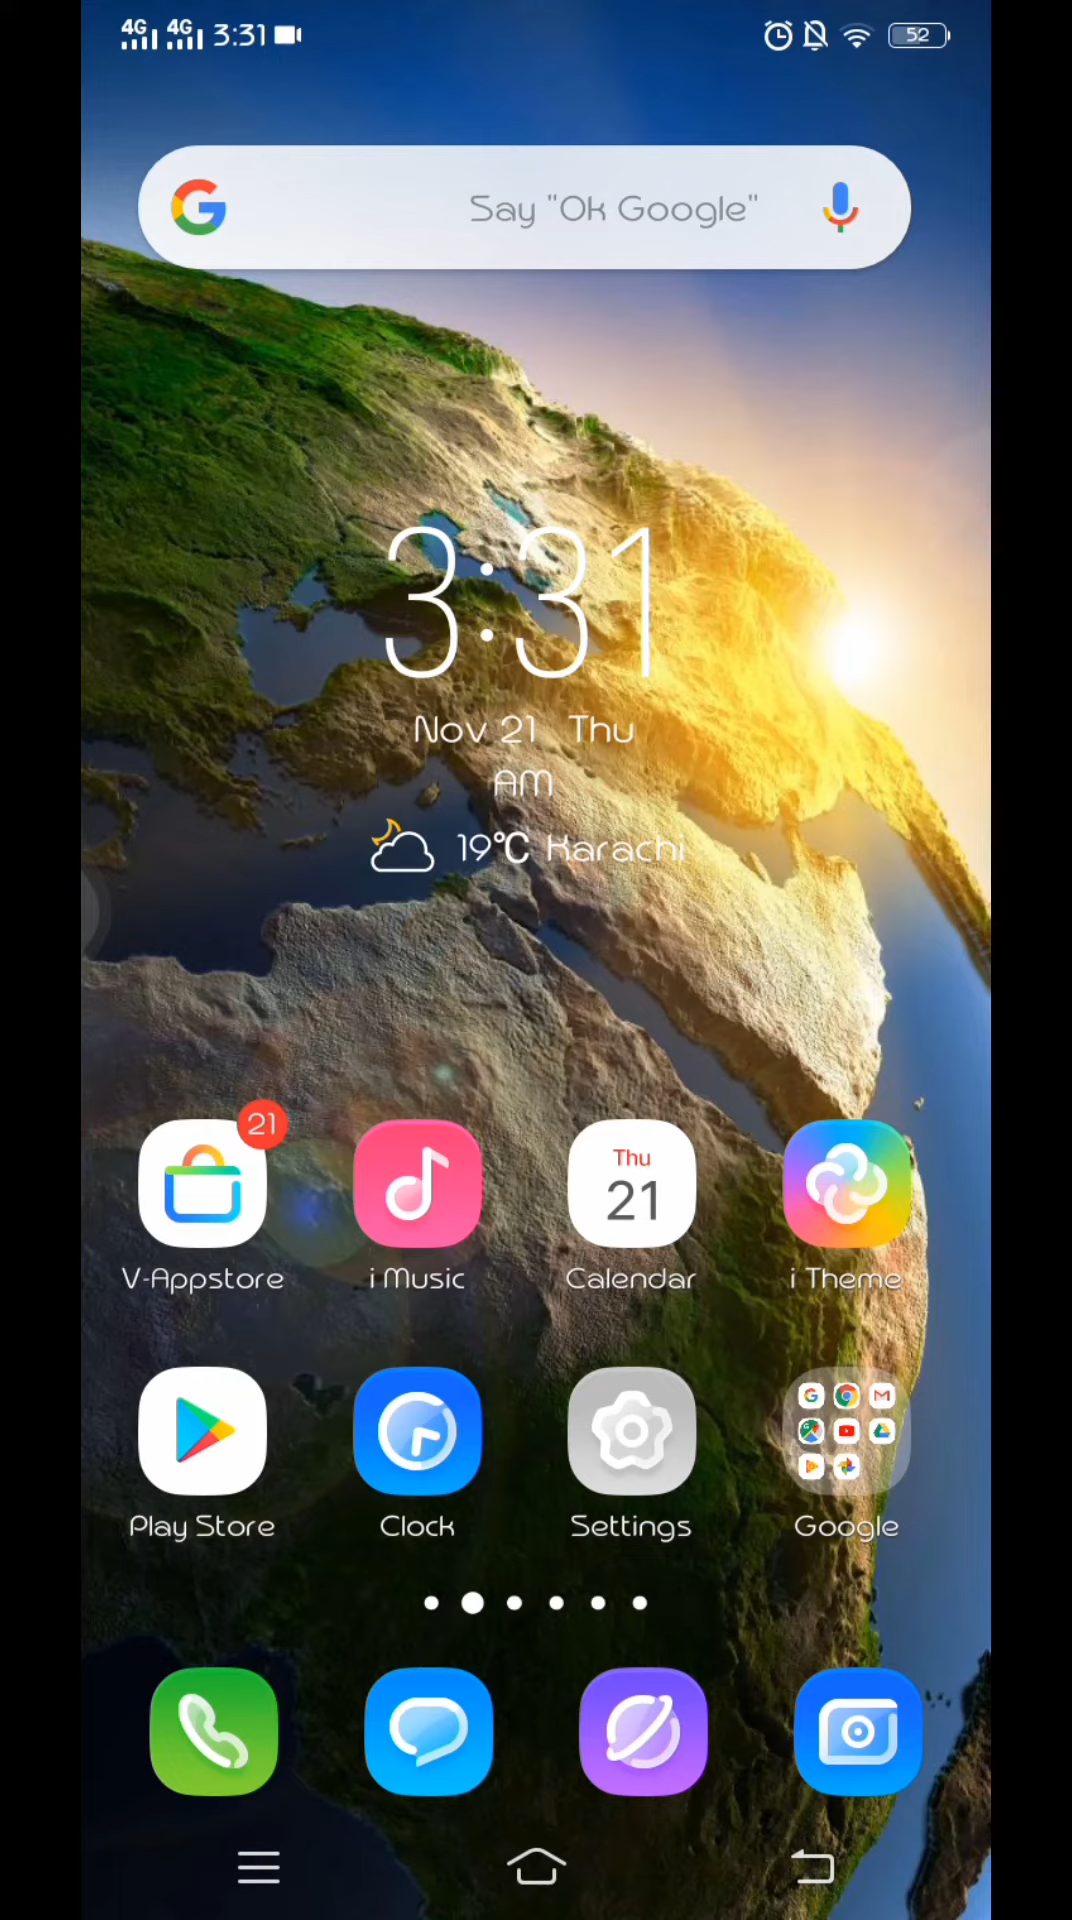 4G 4G 3:31 52
Say "Ok Google"
3:31
Nov 21 Thu
AM
19℃ Karachi
21
Thu
21
V-Appstore i Music Calendar i Theme
Play Store Clock Settings Google